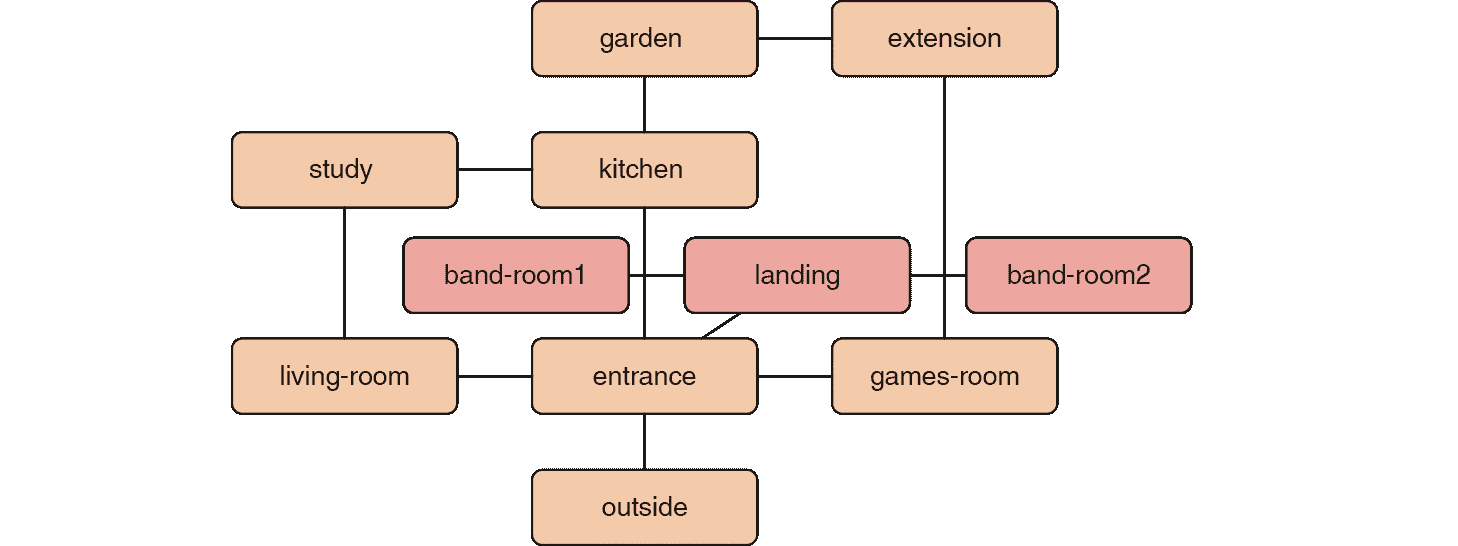 garden
extension
study
kitchen
band-room1
landing
band-room2
living-room
entrance
games-room
outside